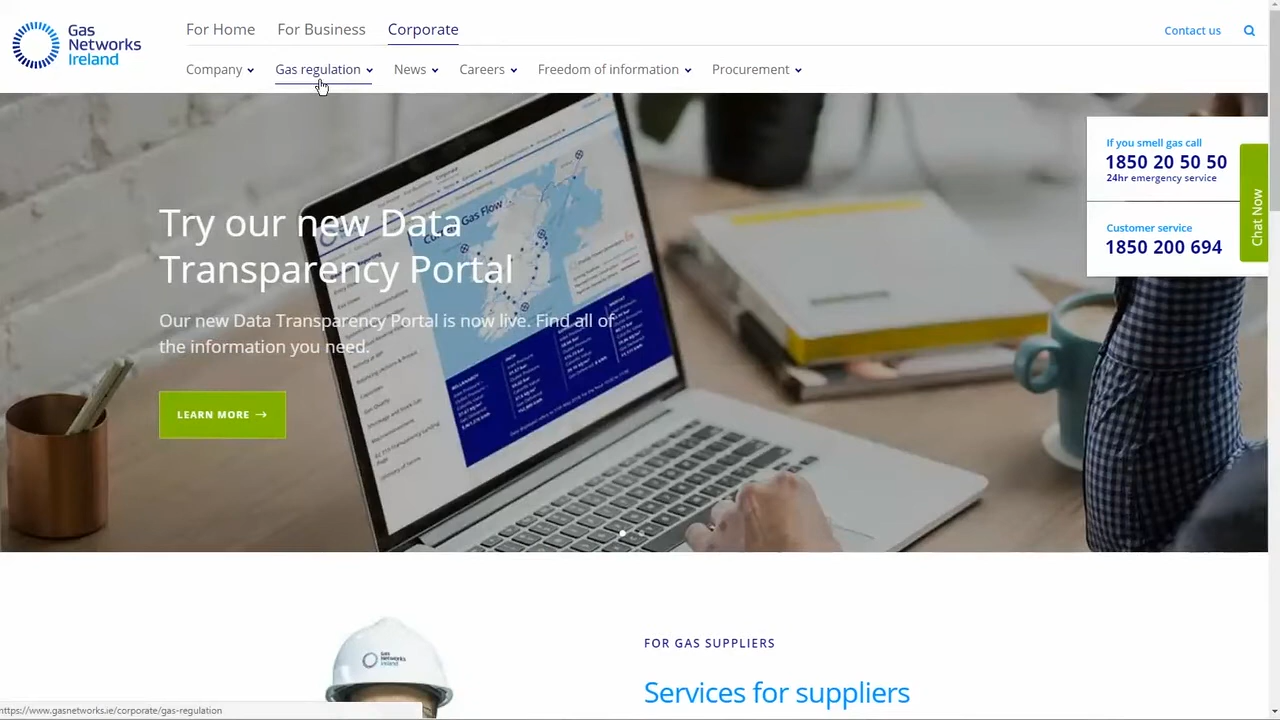 Gas
Networks
Ireland
For Home
For Business
Corporate
Contact us
Company
Gas regulation
News
Careers
Freedom of information
Procurement
If you smell gas call
1850 20 50 50
24hr emergency service
Customer service
1850 200 694
Chat Now
Try our new Data
Transparency Portal
Our new Data Transparency Portal is now live. Find all of
the information you need.
LEARN MORE
Gas
Networks
Ireland
FOR GAS SUPPLIERS
Services for suppliers
https://www.gasnetworks.ie/corporate/gas-regulation